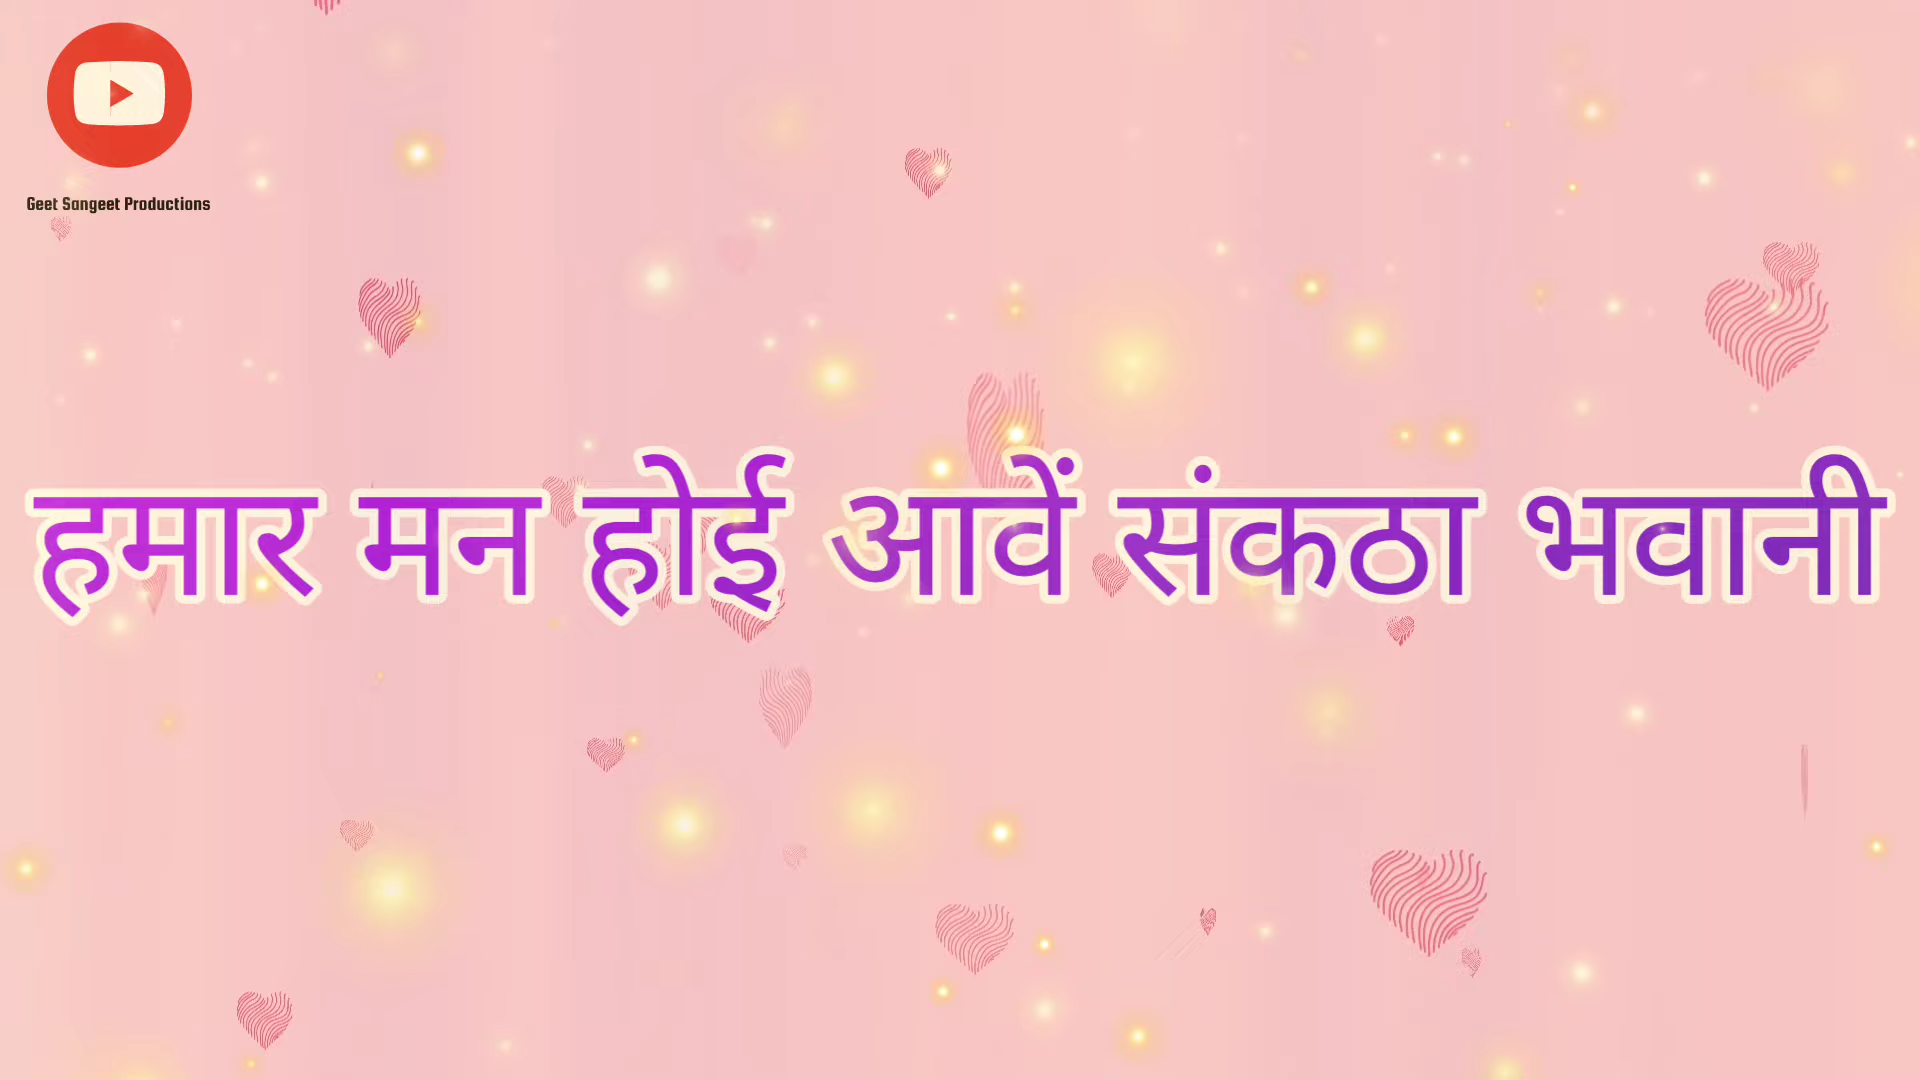 Geet Sangeet Productions
हमार मन होई आवें संकठा भवानी